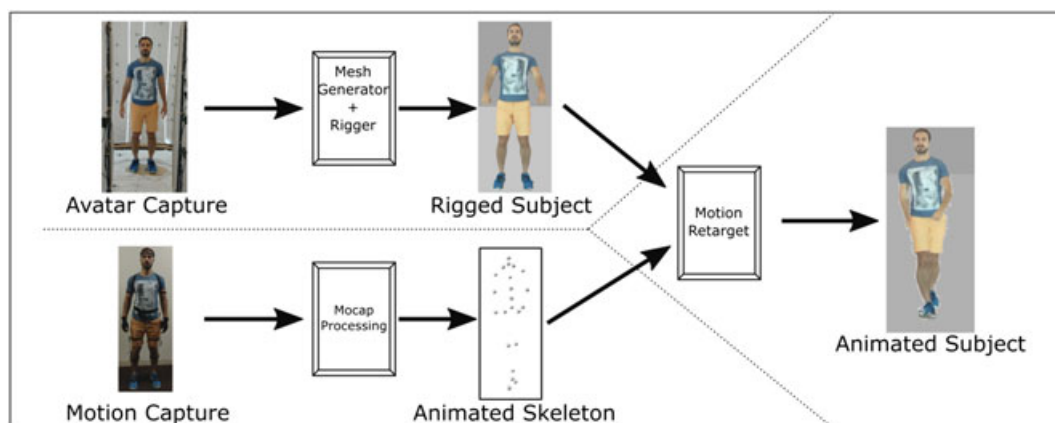 Mesh
Generator
+
Rigger
Avatar Capture
Rigged Subject
Motion
Retarget
Mocap
Processing
Animated Subject
Motion Capture
Animated Skeleton